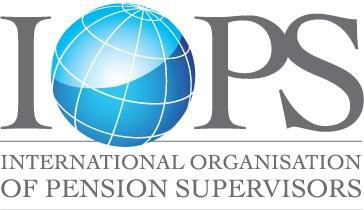 IOPS
INTERNATIONAL ORGANISATION
OF PENSION SUPERVISORS